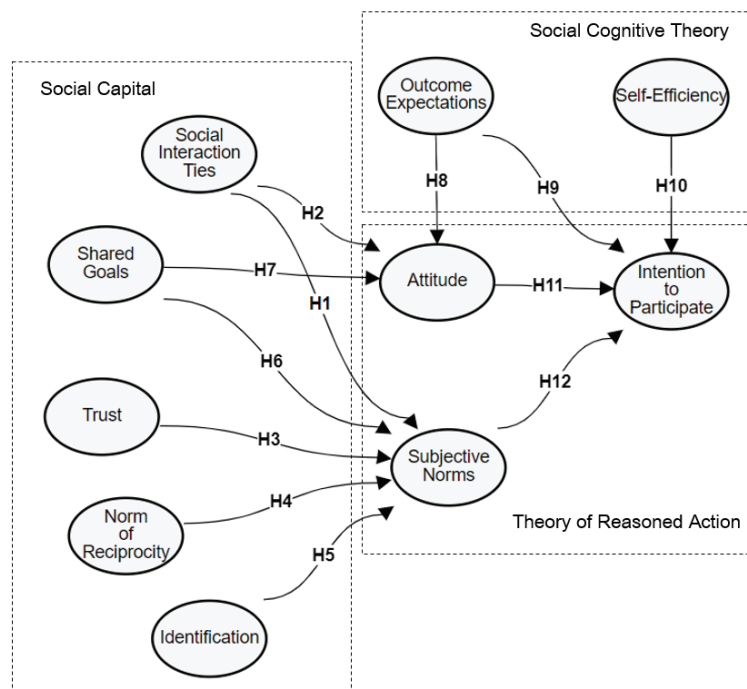 Social Cognitive Theory
Social Capital
Outcome
Expectations
Self-Efficiency
Social
Interaction
Ties
H8
H9
H10
H2
Shared
Goals
H7
Attitude
H11
Intention
to
Participate
H1
H6
H12
Trust
H3
Subjective
Norms
Norm
of
Reciprocity
H4
Theory of Reasoned Action
H5
Identification